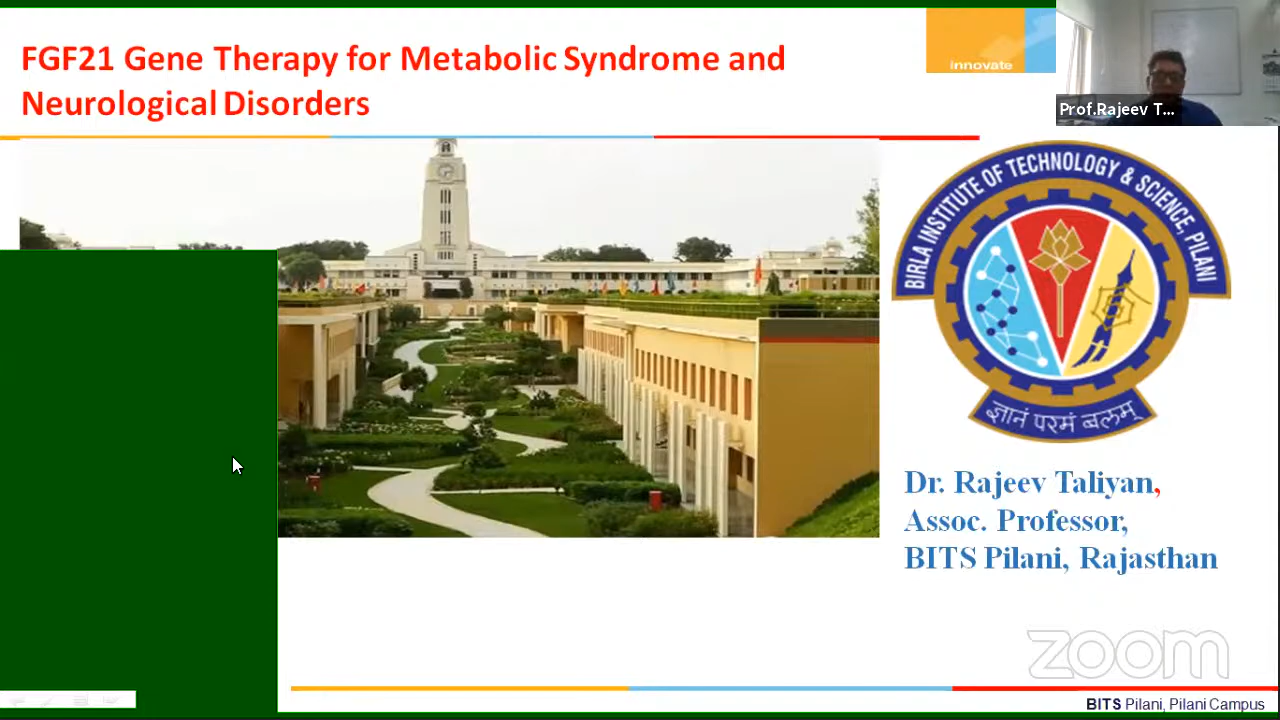 FGF21 Gene Therapy for Metabolic Syndrome and
Neurological Disorders
innovate
Prof.Rajeev T...
BIRLA INSTITUTE OF TECHNOLOGY & SCIENCE, PILANI
ज्ञानं परमं बलम्
Dr. Rajeev Taliyan,
Assoc. Professor,
BITS Pilani, Rajasthan
zoom
BITS Pilani, Pilani Campus